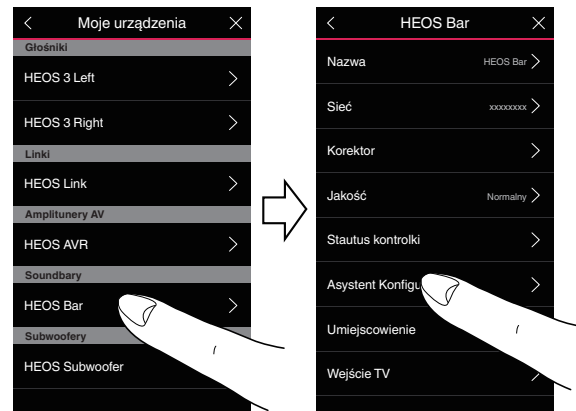 Moje urządzenia
Głośniki
HEOS 3 Left
HEOS 3 Right
Linki
HEOS Link
Amplitunery AV
HEOS AVR
Soundbary
HEOS Bar
Subwoofery
HEOS Subwoofer
HEOS Bar
Nazwa HEOS Bar
Sieć xxxxxxxx
Korektor
Jakość Normalny
Stautus kontrolki
Asystent Konfigu
Umiejscowienie
Wejście TV